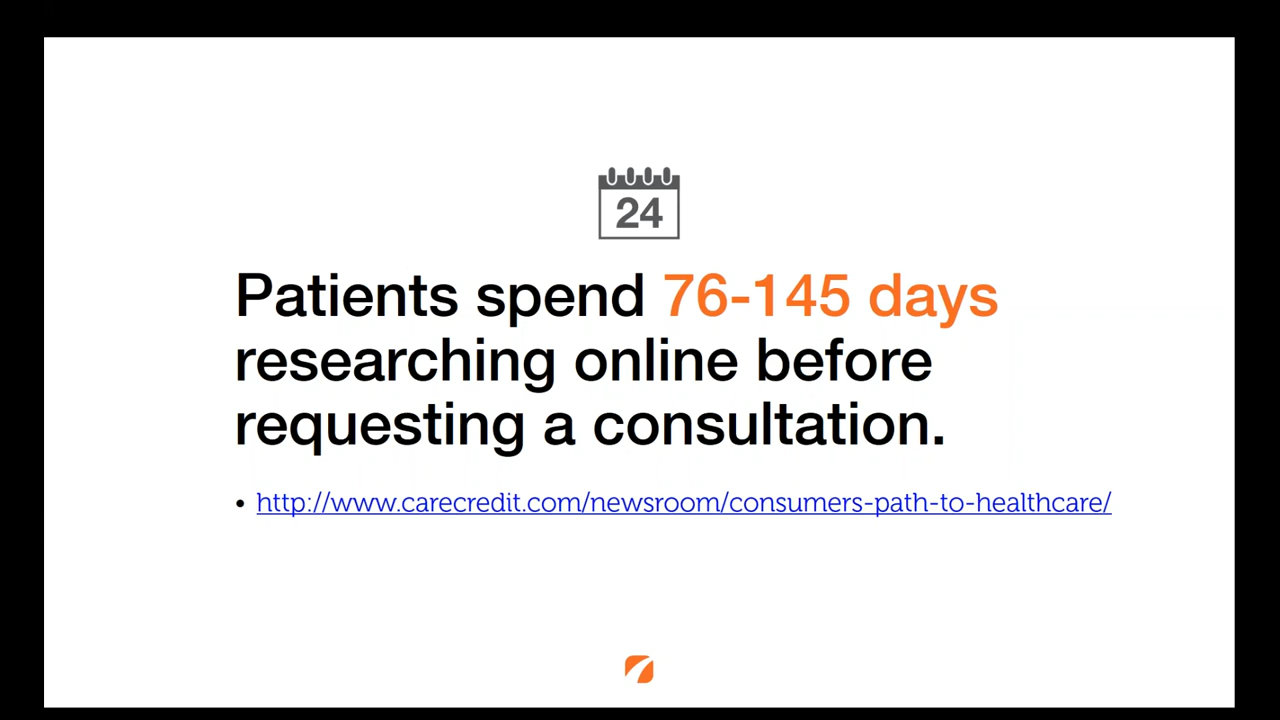 24
Patients spend 76-145 days
researching online before
requesting a consultation.
• http://www.carecredit.com/newsroom/consumers-path-to-healthcare/